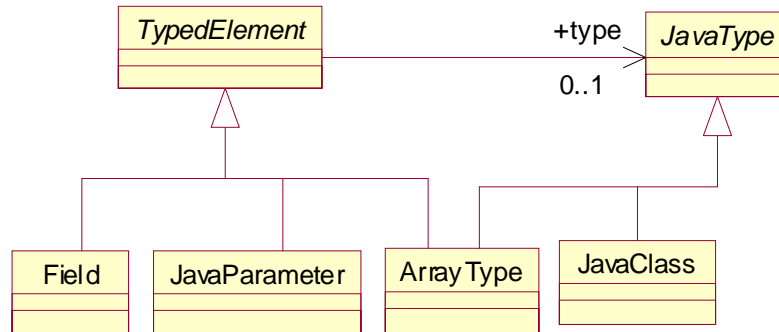 TypedElement
+type
JavaType
0..1
Field
JavaParameter
ArrayType
JavaClass